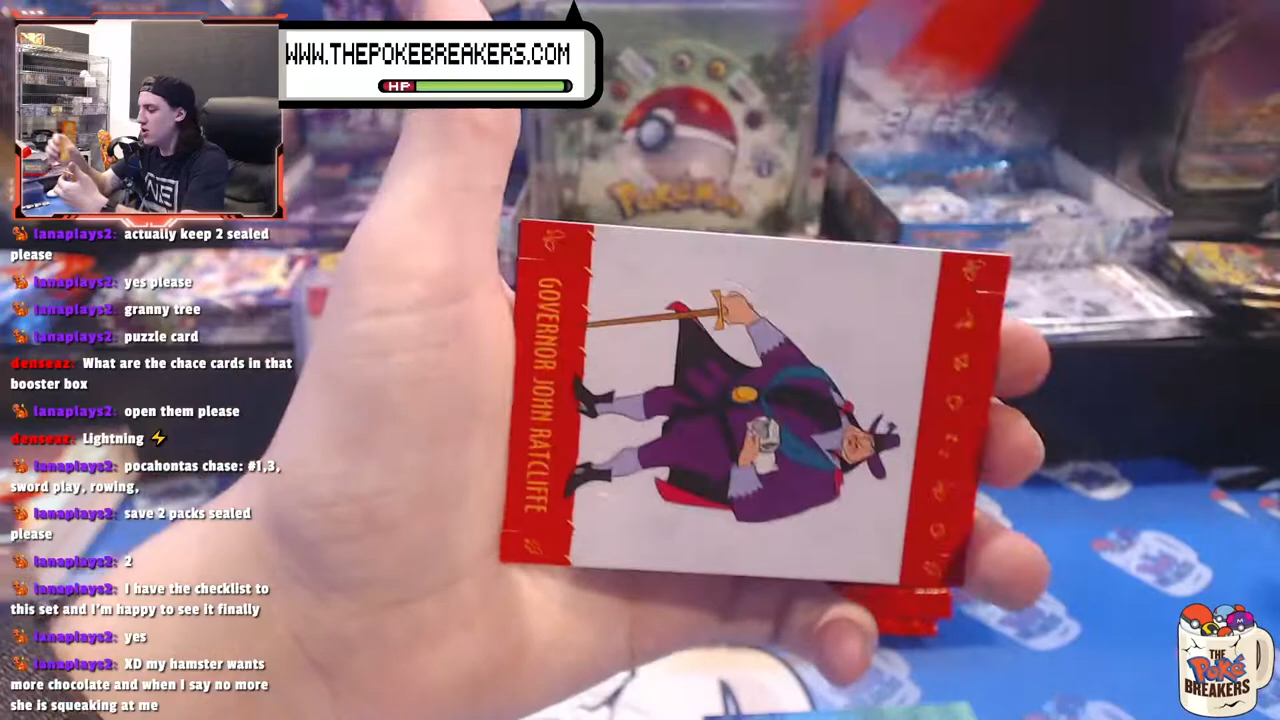 WWW.THEPOKEBREAKERS.COM
HP
Pokémon
lanaplays2: actually keep 2 sealed
please
lanaplays2: yes please
lanaplays2: granny tree
lanaplays2: puzzle card
denseaz: What are the chace cards in that
booster box
lanaplays2: open them please
denseaz: Lightning ⚡
lanaplays2: pocahontas chase: #1,3,
sword play, rowing,
lanaplays2: save 2 packs sealed
please
lanaplays2: 2
lanaplays2: I have the checklist to
this set and I'm happy to see it finally
lanaplays2: yes
lanaplays2: XD my hamster wants
more chocolate and when I say no more
she is squeaking at me
GOVERNOR JOHN RATCLIFFE
THE
Poké
BREAKERS